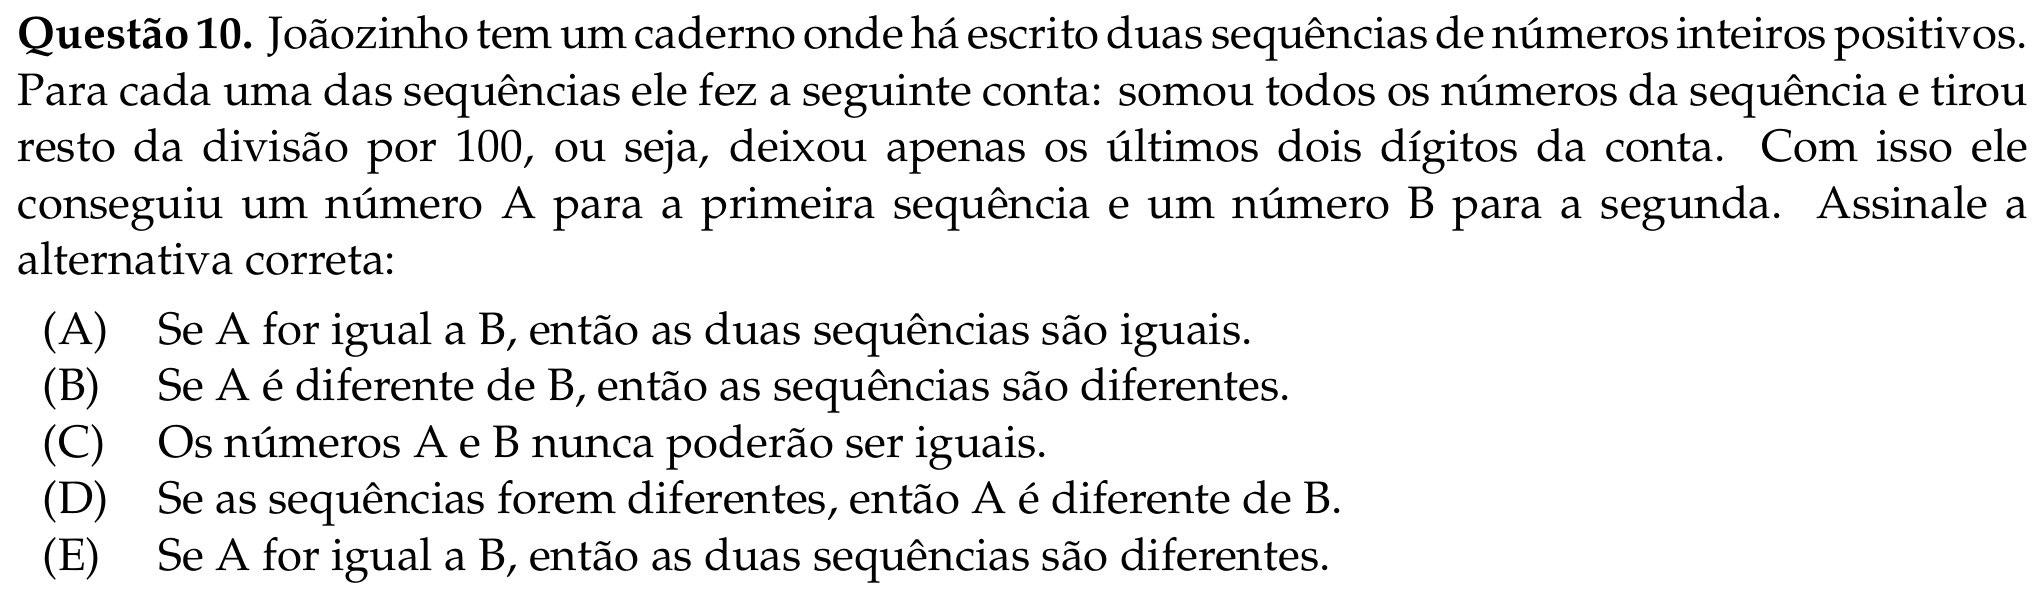 Questão 10. Joãozinho tem um caderno onde há escrito duas sequências de números inteiros positivos.
Para cada uma das sequências ele fez a seguinte conta: somou todos os números da sequência e tirou
resto da divisão por 100, ou seja, deixou apenas os últimos dois dígitos da conta. Com isso ele
conseguiu um número A para a primeira sequência e um número B para a segunda. Assinale a
alternativa correta:
(A) Se A for igual a B, então as duas sequências são iguais.
(B) Se A é diferente de B, então as sequências são diferentes.
(C) Os números A e B nunca poderão ser iguais.
(D) Se as sequências forem diferentes, então A é diferente de B.
(E) Se A for igual a B, então as duas sequências são diferentes.